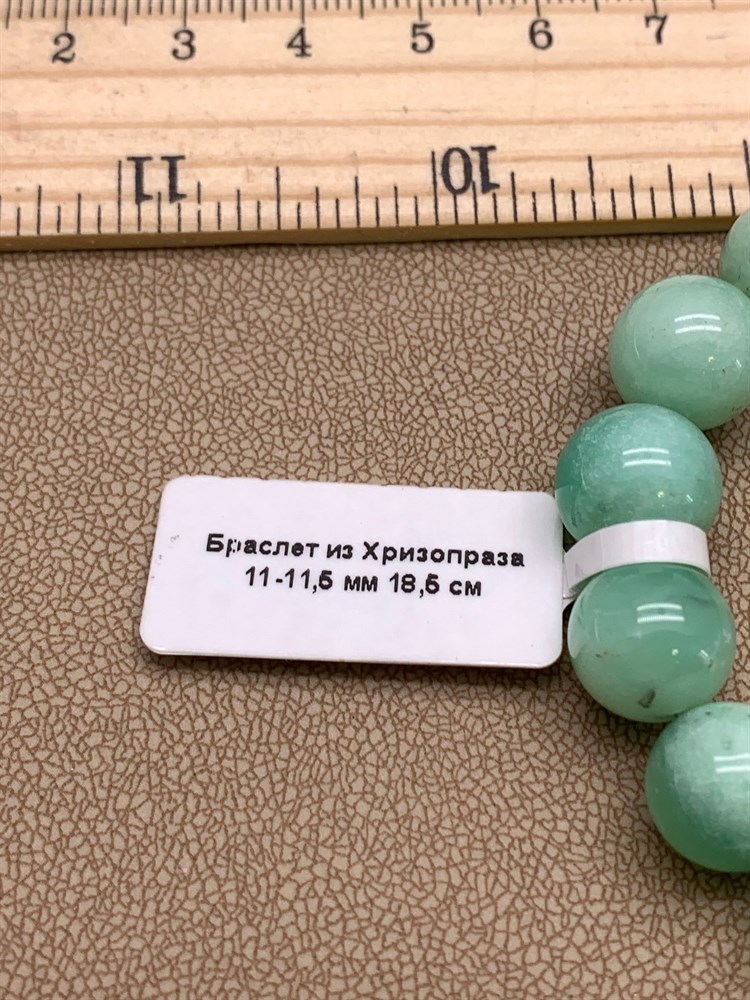 2 3 4 5 6 7
11 10
Браслет из Хризопраза
11-11,5 мм 18,5 см